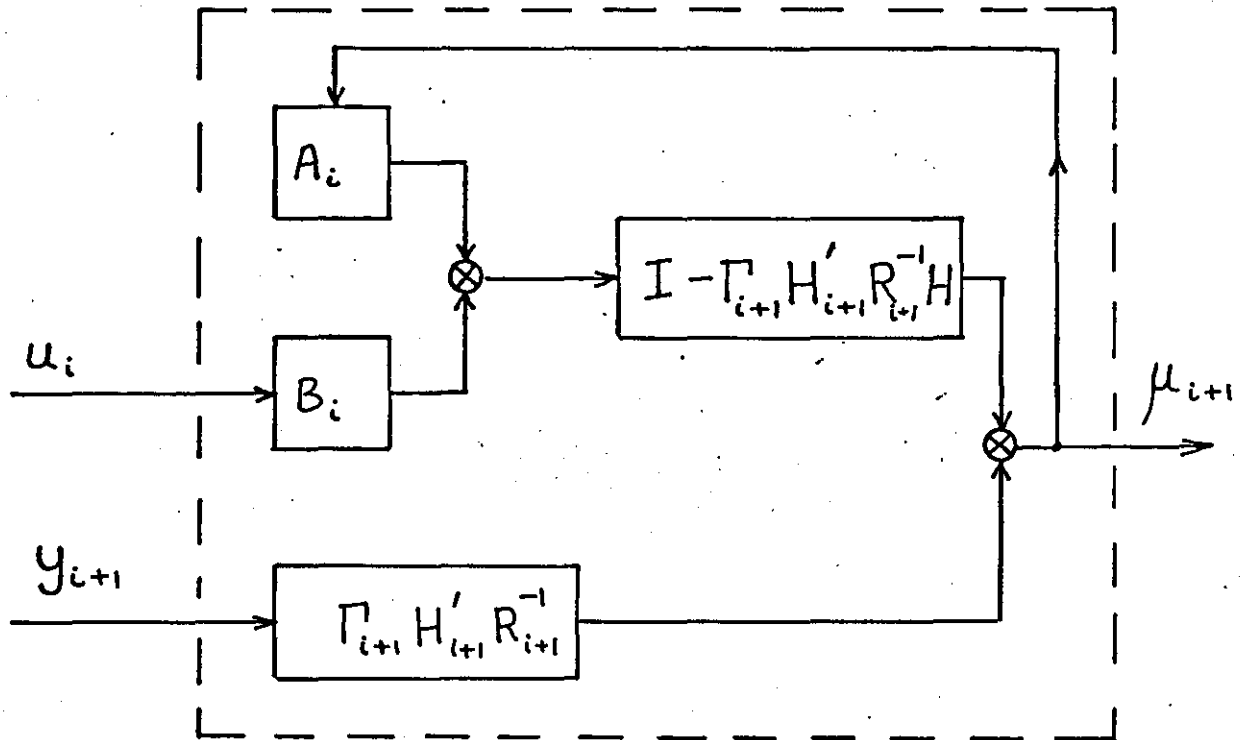 A_i
I - Γ_{i+1} H'_{i+1} R^{-1}_{i+1} H
u_i
B_i
μ_{i+1}
y_{i+1}
Γ_{i+1} H'_{i+1} R^{-1}_{i+1}